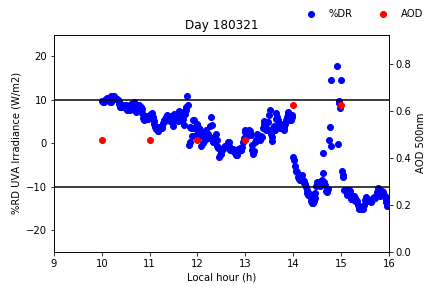 %DR AOD
Day 180321
20
10
0
−10
−20
%RD UVA Irradiance (W/m2)
0.8
0.6
0.4
0.2
0.0
AOD 500nm
9 10 11 12 13 14 15 16
Local hour (h)